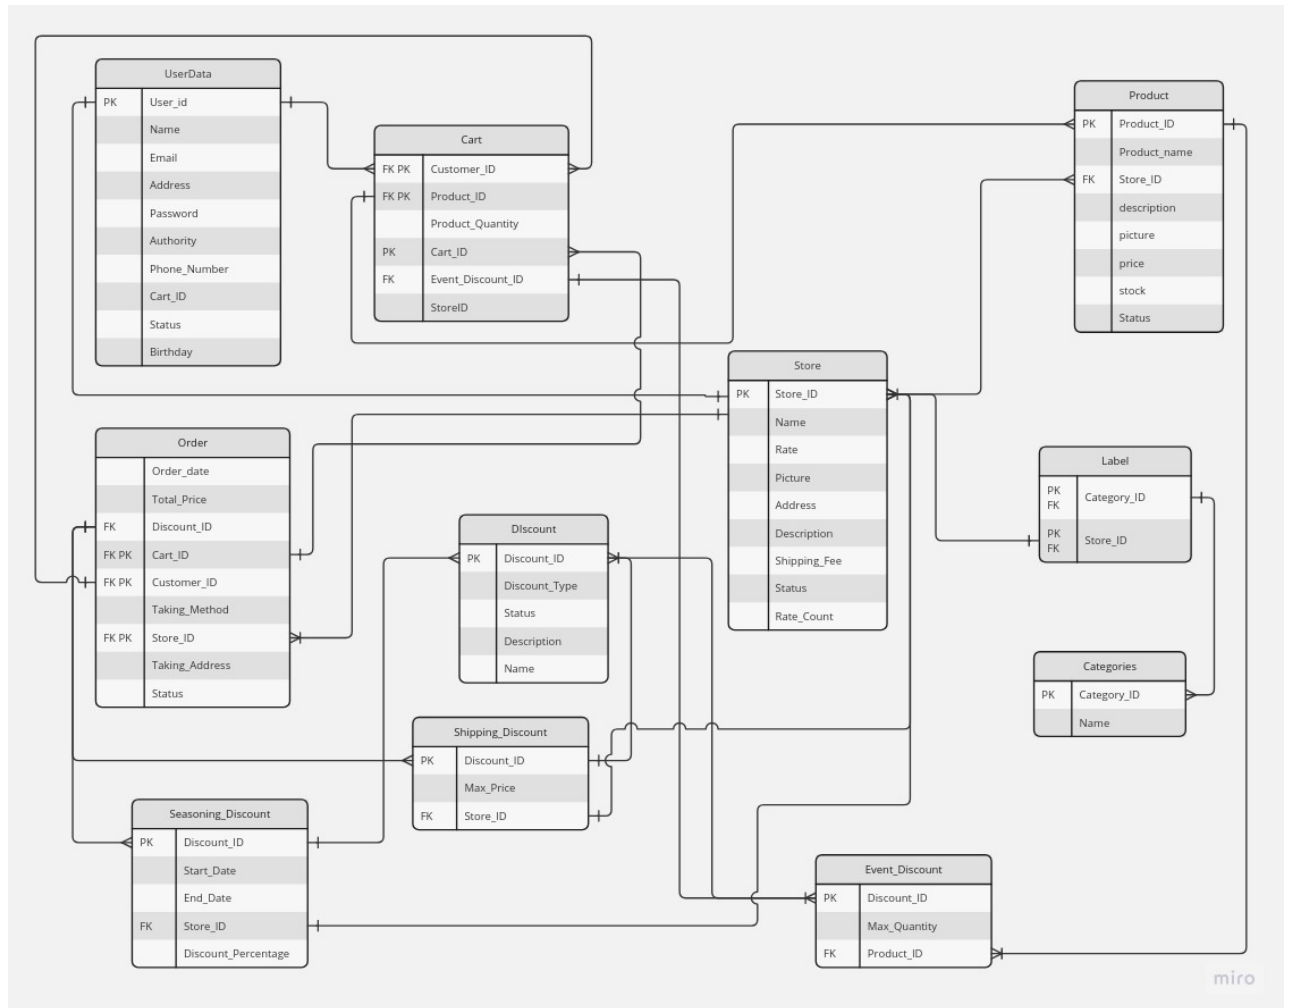 UserData
PK User_id
Name
Email
Address
Password
Authority
Phone_Number
Cart_ID
Status
Birthday
Cart
FK PK Customer_ID
FK PK Product_ID
Product_Quantity
PK Cart_ID
FK Event_Discount_ID
StoreID
Product
PK Product_ID
Product_name
FK Store_ID
description
picture
price
stock
Status
Store
PK Store_ID
Name
Rate
Picture
Address
Description
Shipping_Fee
Status
Rate_Count
Order
Order_date
Total_Price
FK Discount_ID
FK PK Cart_ID
FK PK Customer_ID
Taking_Method
FK PK Store_ID
Taking_Address
Status
DIscount
PK Discount_ID
Discount_Type
Status
Description
Name
Label
PK
FK Category_ID
PK
FK Store_ID
Categories
PK Category_ID
Name
Shipping_Discount
PK Discount_ID
Max_Price
FK Store_ID
Seasoning_Discount
PK Discount_ID
Start_Date
End_Date
FK Store_ID
Discount_Percentage
Event_Discount
PK Discount_ID
Max_Quantity
FK Product_ID
miro